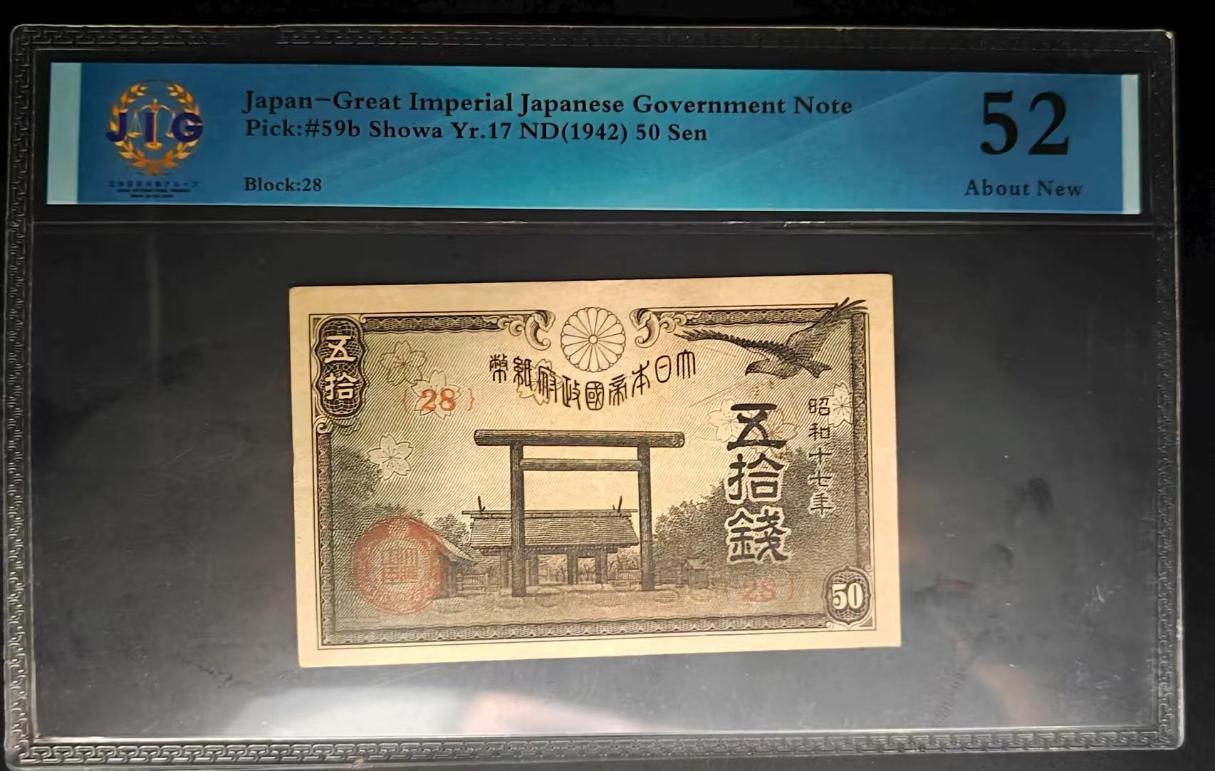 JIG
Japan-Great Imperial Japanese Government Note
Pick:#59b Showa Yr.17 ND(1942) 50 Sen
Block:28
52
About New
五拾
{28}
大日本帝國政府紙幣
五拾錢
昭和十七年
{28}
50